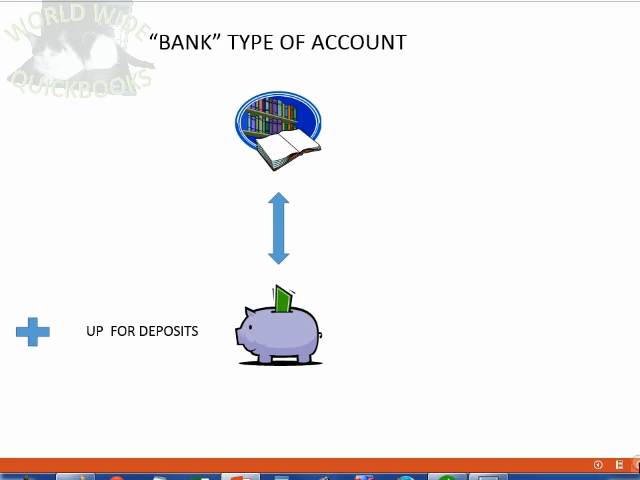 WORLD WIDE
QUICKBOOKS
“BANK” TYPE OF ACCOUNT
UP FOR DEPOSITS